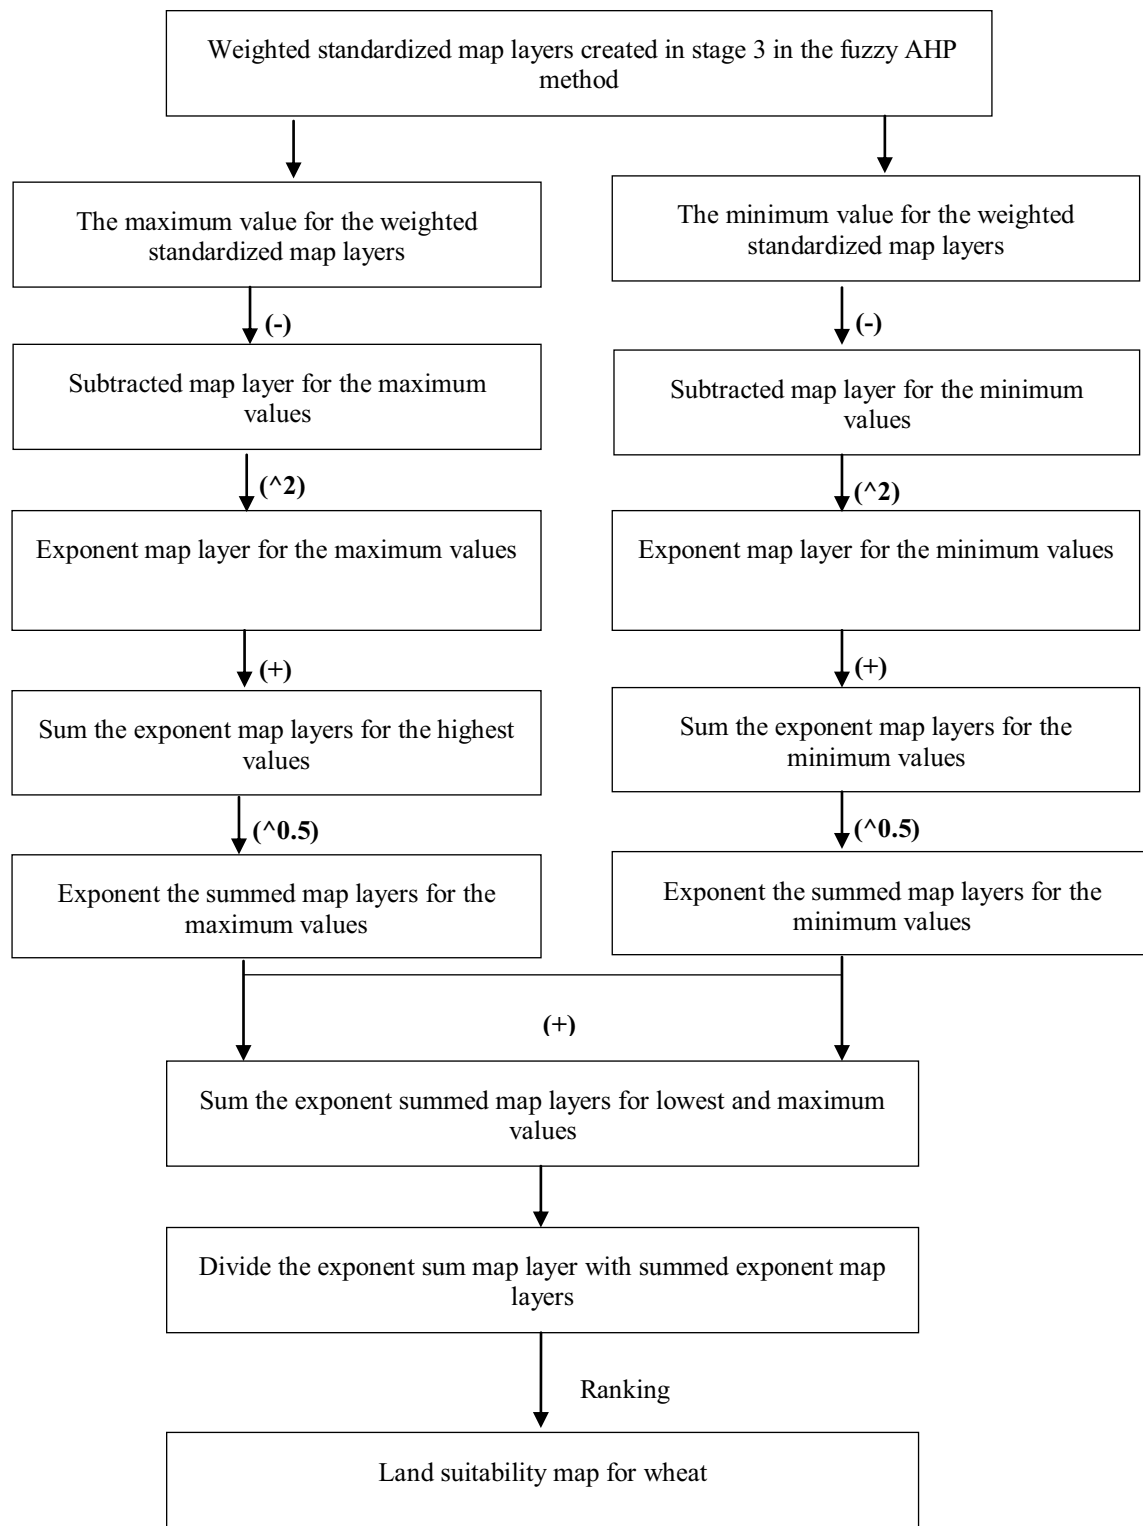 Weighted standardized map layers created in stage 3 in the fuzzy AHP
method
The maximum value for the weighted
standardized map layers
The minimum value for the weighted
standardized map layers
(-)
(-)
Subtracted map layer for the maximum
values
Subtracted map layer for the minimum
values
(^2)
(^2)
Exponent map layer for the maximum values
Exponent map layer for the minimum values
(+)
(+)
Sum the exponent map layers for the highest
values
Sum the exponent map layers for the
minimum values
(^0.5)
(^0.5)
Exponent the summed map layers for the
maximum values
Exponent the summed map layers for the
minimum values
(+)
Sum the exponent summed map layers for lowest and maximum
values
Divide the exponent sum map layer with summed exponent map
layers
Ranking
Land suitability map for wheat